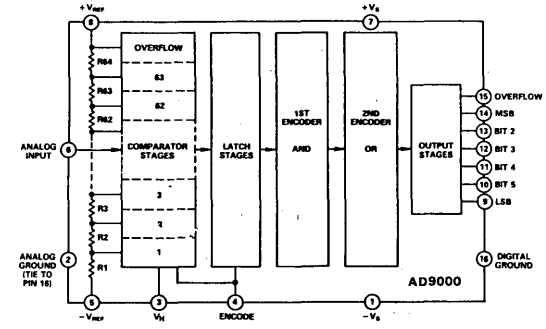 +VREF
8
+VS
7
OVERFLOW
63
62
COMPARATOR
STAGES
3
2
1
R64
R63
R62
R3
R2
R1
LATCH
STAGES
1ST
ENCODER
AND
2ND
ENCODER
OR
OUTPUT
STAGES
15 OVERFLOW
14 MSB
13 BIT 2
12 BIT 3
11 BIT 4
10 BIT 5
9 LSB
ANALOG
INPUT
6
ANALOG
GROUND
(TIE TO
PIN 16)
2
16 DIGITAL
GROUND
AD9000
5
-VREF
3
VH
4
ENCODE
1
-VS